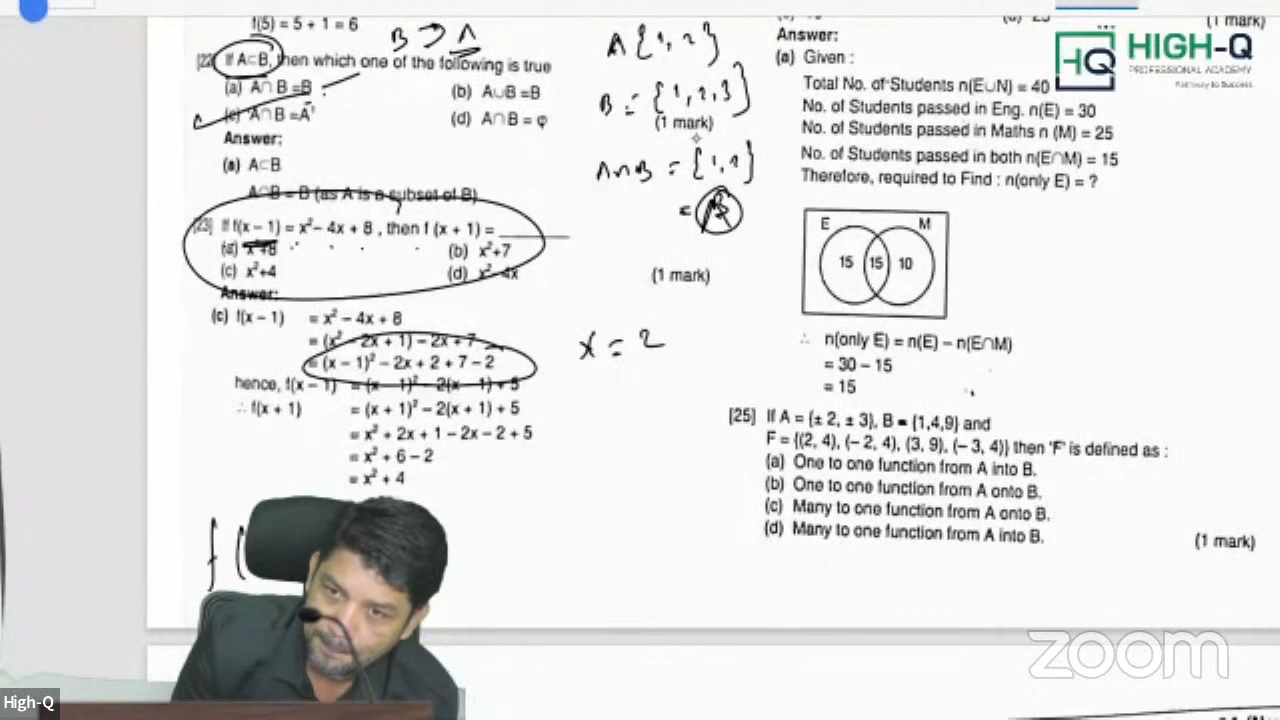 f(5) = 5 + 1 = 6
B → A
[22] If A⊂B, then which one of the following is true
(a) A∩B =B
(b) A∪B =B
(c) A∩B =A
(d) A∩B = φ
(1 mark)
Answer:
(a) A⊂B
A∩B = B (as A is a subset of B)
A {1, 2}
B = {1, 2, 3}
A∩B = {1, 2}
[23] If f(x – 1) = x² – 4x + 8 , then f (x + 1) = ________
(a) x²+8
(b) x²+7
(c) x²+4
(d) x²-4x
(1 mark)
Answer:
(c) f(x – 1) = x² – 4x + 8
= (x² – 2x + 1) – 2x + 7
= (x – 1)² – 2x + 2 + 7 – 2
hence, f(x – 1) = (x – 1)² – 2(x – 1) + 5
∴ f(x + 1) = (x + 1)² – 2(x + 1) + 5
= x² + 2x + 1 – 2x – 2 + 5
= x² + 6 – 2
= x² + 4
x = 2
f (
(1 mark)
Answer:
(a) Given :
Total No. of Students n(E∪N) = 40
No. of Students passed in Eng. n(E) = 30
No. of Students passed in Maths n (M) = 25
No. of Students passed in both n(E∩M) = 15
Therefore, required to Find : n(only E) = ?
E M
15 15 10
∴ n(only E) = n(E) – n(E∩M)
= 30 – 15
= 15
[25] If A = {± 2, ± 3}, B = {1,4,9} and
F = {(2, 4), (– 2, 4), (3, 9), (– 3, 4)} then 'F' is defined as :
(a) One to one function from A into B.
(b) One to one function from A onto B.
(c) Many to one function from A onto B.
(d) Many to one function from A into B.
(1 mark)
HQ
HIGH-Q
PROFESSIONAL ACADEMY
Pathway to Success
zoom
High-Q